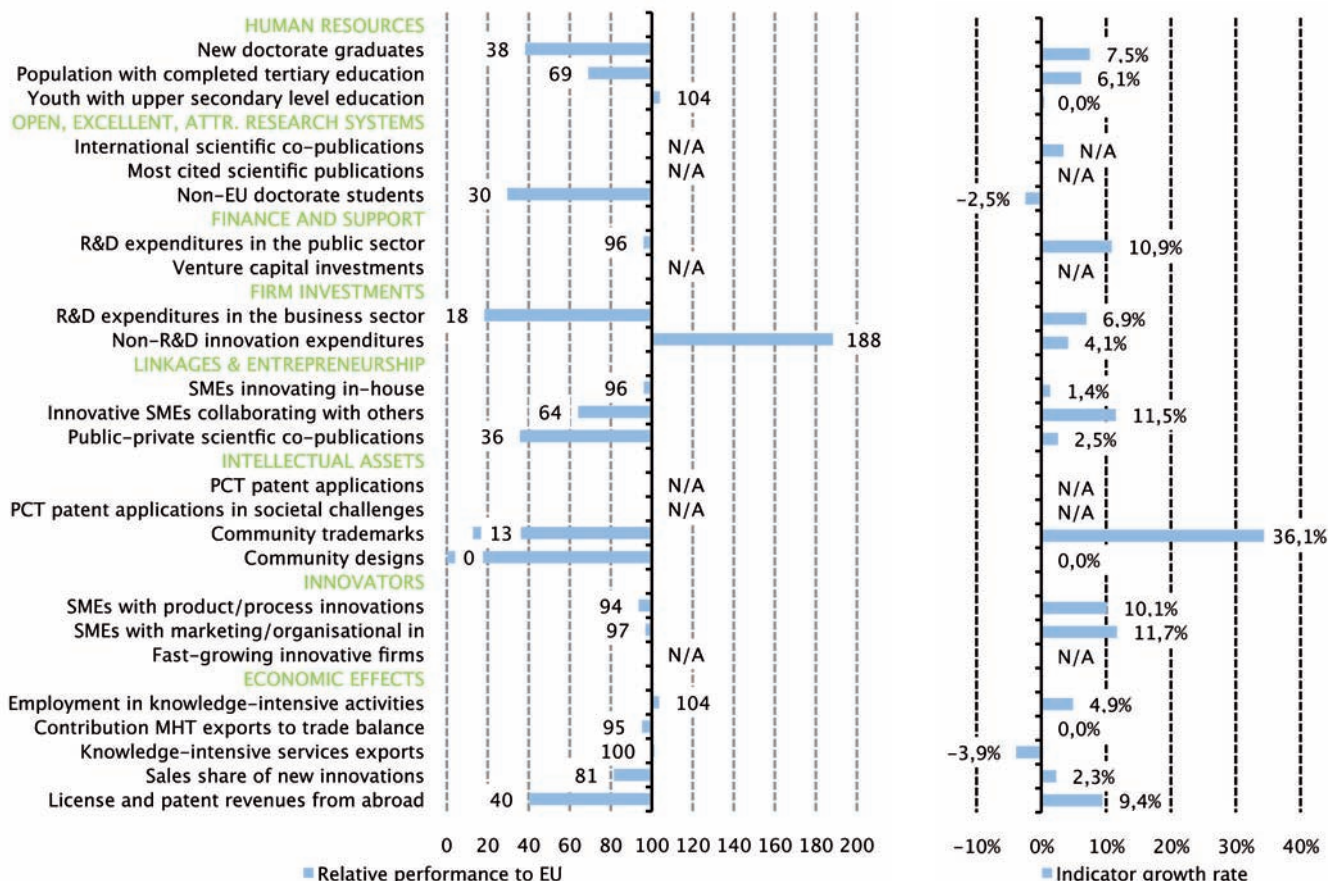 HUMAN RESOURCES
New doctorate graduates 38 7,5%
Population with completed tertiary education 69 6,1%
Youth with upper secondary level education 104 0,0%
OPEN, EXCELLENT, ATTR. RESEARCH SYSTEMS
International scientific co-publications N/A N/A
Most cited scientific publications N/A N/A
Non-EU doctorate students 30 -2,5%
FINANCE AND SUPPORT
R&D expenditures in the public sector 96 10,9%
Venture capital investments N/A N/A
FIRM INVESTMENTS
R&D expenditures in the business sector 18 6,9%
Non-R&D innovation expenditures 188 4,1%
LINKAGES & ENTREPRENEURSHIP
SMEs innovating in-house 96 1,4%
Innovative SMEs collaborating with others 64 11,5%
Public-private scientfic co-publications 36 2,5%
INTELLECTUAL ASSETS
PCT patent applications N/A N/A
PCT patent applications in societal challenges N/A N/A
Community trademarks 13 36,1%
Community designs 0 0,0%
INNOVATORS
SMEs with product/process innovations 94 10,1%
SMEs with marketing/organisational in 97 11,7%
Fast-growing innovative firms N/A N/A
ECONOMIC EFFECTS
Employment in knowledge-intensive activities 104 4,9%
Contribution MHT exports to trade balance 95 0,0%
Knowledge-intensive services exports 100 -3,9%
Sales share of new innovations 81 2,3%
License and patent revenues from abroad 40 9,4%
0 20 40 60 80 100 120 140 160 180 200 -10% 0% 10% 20% 30% 40%
Relative performance to EU Indicator growth rate